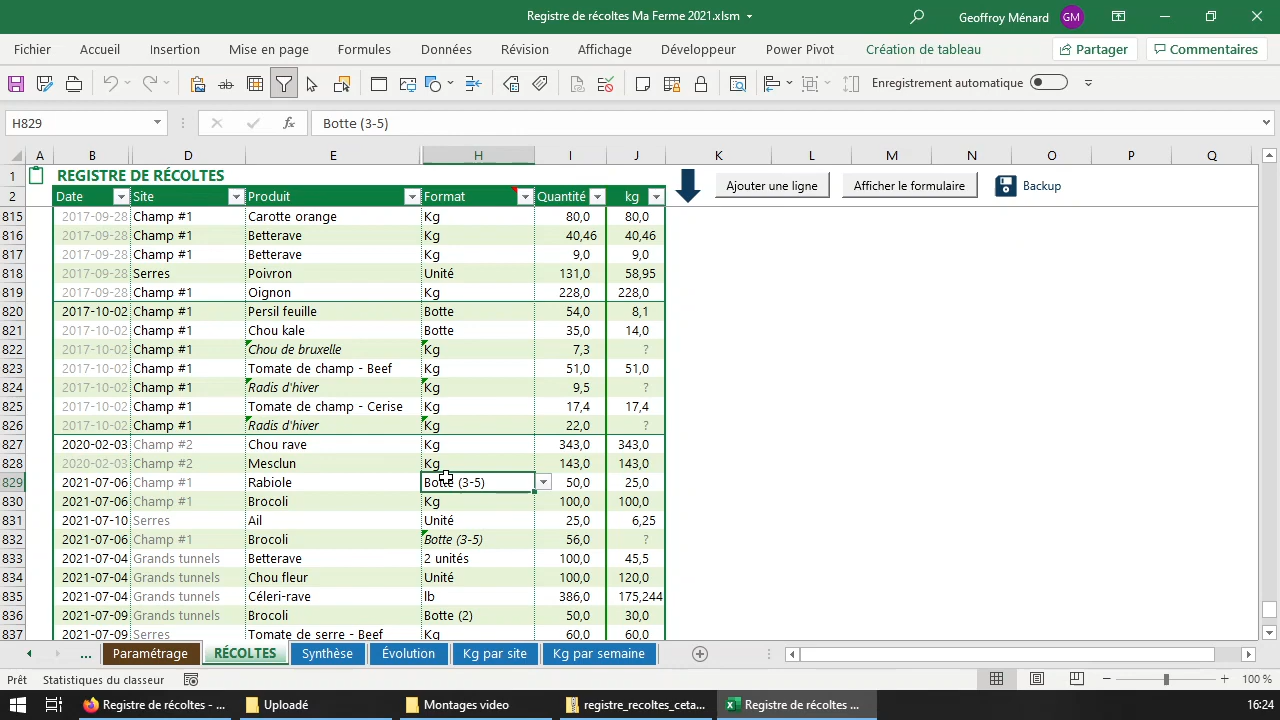 Registre de récoltes Ma Ferme 2021.xlsm
Geoffroy Ménard GM
Fichier Accueil Insertion Mise en page Formules Données Révision Affichage Développeur Power Pivot Création de tableau Partager Commentaires
Enregistrement automatique
H829 fx Botte (3-5)
A B D E H I J K L M N O P Q
1 REGISTRE DE RÉCOLTES
Ajouter une ligne Afficher le formulaire Backup
2 Date Site Produit Format Quantité kg
815 2017-09-28 Champ #1 Carotte orange Kg 80,0 80,0
816 2017-09-28 Champ #1 Betterave Kg 40,46 40,46
817 2017-09-28 Champ #1 Betterave Kg 9,0 9,0
818 2017-09-28 Serres Poivron Unité 131,0 58,95
819 2017-09-28 Champ #1 Oignon Kg 228,0 228,0
820 2017-10-02 Champ #1 Persil feuille Botte 54,0 8,1
821 2017-10-02 Champ #1 Chou kale Botte 35,0 14,0
822 2017-10-02 Champ #1 Chou de bruxelle Kg 7,3 ?
823 2017-10-02 Champ #1 Tomate de champ - Beef Kg 51,0 51,0
824 2017-10-02 Champ #1 Radis d'hiver Kg 9,5 ?
825 2017-10-02 Champ #1 Tomate de champ - Cerise Kg 17,4 17,4
826 2017-10-02 Champ #1 Radis d'hiver Kg 22,0 ?
827 2020-02-03 Champ #2 Chou rave Kg 343,0 343,0
828 2020-02-03 Champ #2 Mesclun Kg 143,0 143,0
829 2021-07-06 Champ #1 Rabiole Botte (3-5) 50,0 25,0
830 2021-07-06 Champ #1 Brocoli Kg 100,0 100,0
831 2021-07-10 Serres Ail Unité 25,0 6,25
832 2021-07-06 Champ #1 Brocoli Botte (3-5) 56,0 ?
833 2021-07-04 Grands tunnels Betterave 2 unités 100,0 45,5
834 2021-07-04 Grands tunnels Chou fleur Unité 100,0 120,0
835 2021-07-04 Grands tunnels Céleri-rave lb 386,0 175,244
836 2021-07-09 Grands tunnels Brocoli Botte (2) 50,0 30,0
837 2021-07-09 Serres Tomate de serre - Beef Kg 60,0 60,0
... Paramétrage RÉCOLTES Synthèse Évolution Kg par site Kg par semaine
Prêt Statistiques du classeur 100 %
Registre de récoltes - ... Uploadé Montages video registre_recoltes_ceta... Registre de récoltes ... 16:24